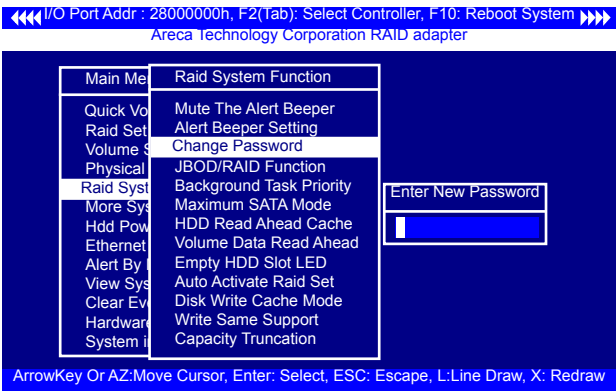 I/O Port Addr : 28000000h, F2(Tab): Select Controller, F10: Reboot System
Areca Technology Corporation RAID adapter
Main Me
Quick Vo
Raid Set
Volume S
Physical
Raid Syst
More Sys
Hdd Pow
Ethernet
Alert By
View Sys
Clear Ev
Hardware
System i
Raid System Function
Mute The Alert Beeper
Alert Beeper Setting
Change Password
JBOD/RAID Function
Background Task Priority
Maximum SATA Mode
HDD Read Ahead Cache
Volume Data Read Ahead
Empty HDD Slot LED
Auto Activate Raid Set
Disk Write Cache Mode
Write Same Support
Capacity Truncation
Enter New Password
ArrowKey Or AZ:Move Cursor, Enter: Select, ESC: Escape, L:Line Draw, X: Redraw